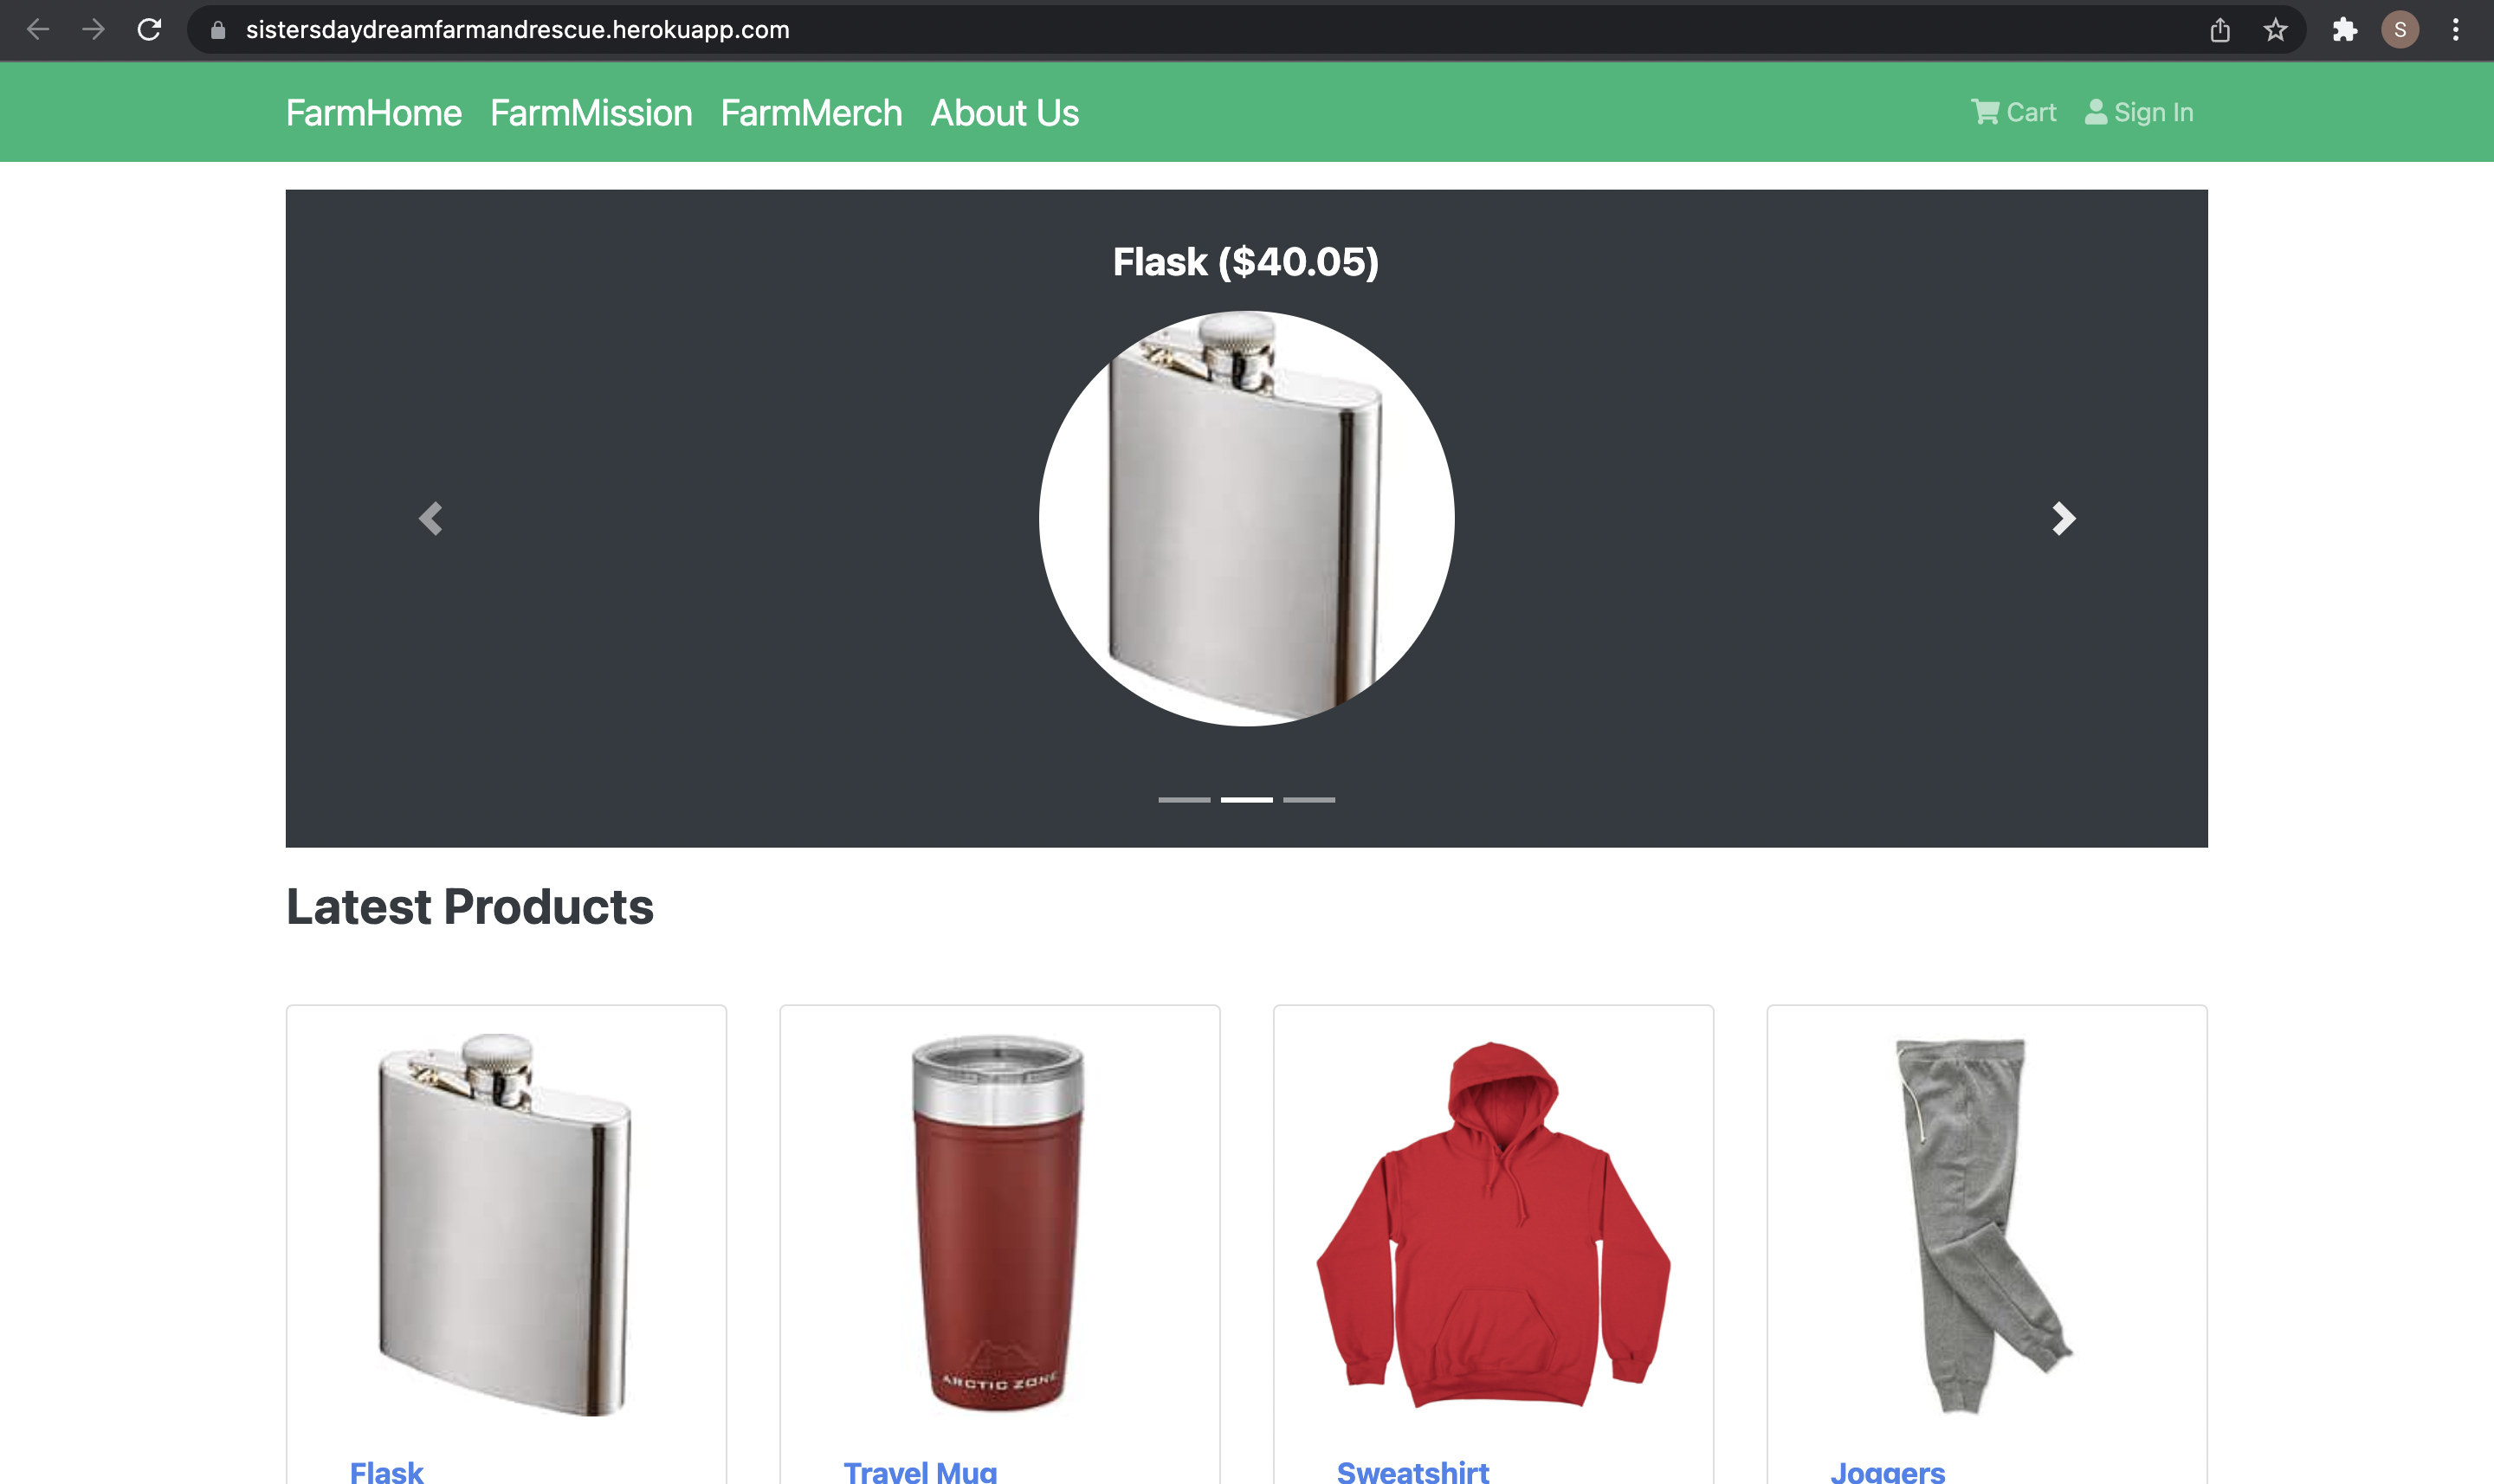 sistersdaydreamfarmandrescue.herokuapp.com
S
FarmHome FarmMission FarmMerch About Us Cart Sign In
Flask ($40.05)
Latest Products
ARCTIC ZONE
Flask Travel Mug Sweatshirt Joggers